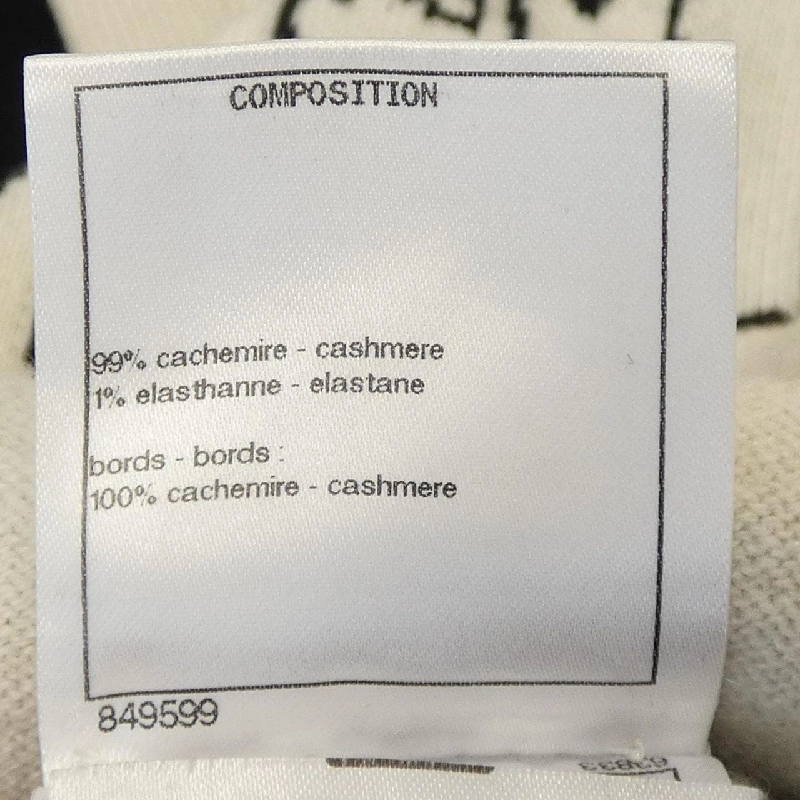 COMPOSITION
99% cachemire - cashmere
1% elasthanne - elastane
bords - bords :
100% cachemire - cashmere
849599